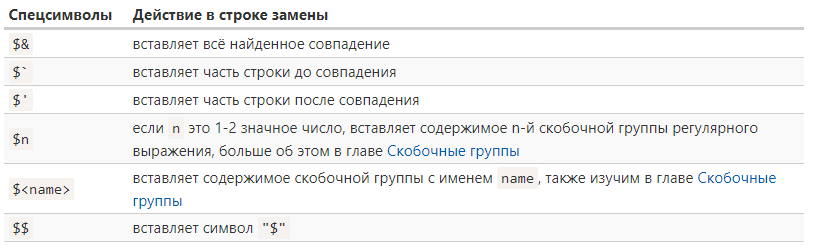 Спецсимволы Действие в строке замены
$& вставляет всё найденное совпадение
$` вставляет часть строки до совпадения
$' вставляет часть строки после совпадения
$n если n это 1-2 значное число, вставляет содержимое n-й скобочной группы регулярного
выражения, больше об этом в главе Скобочные группы
$<name> вставляет содержимое скобочной группы с именем name, также изучим в главе Скобочные
группы
$$ вставляет символ "$"